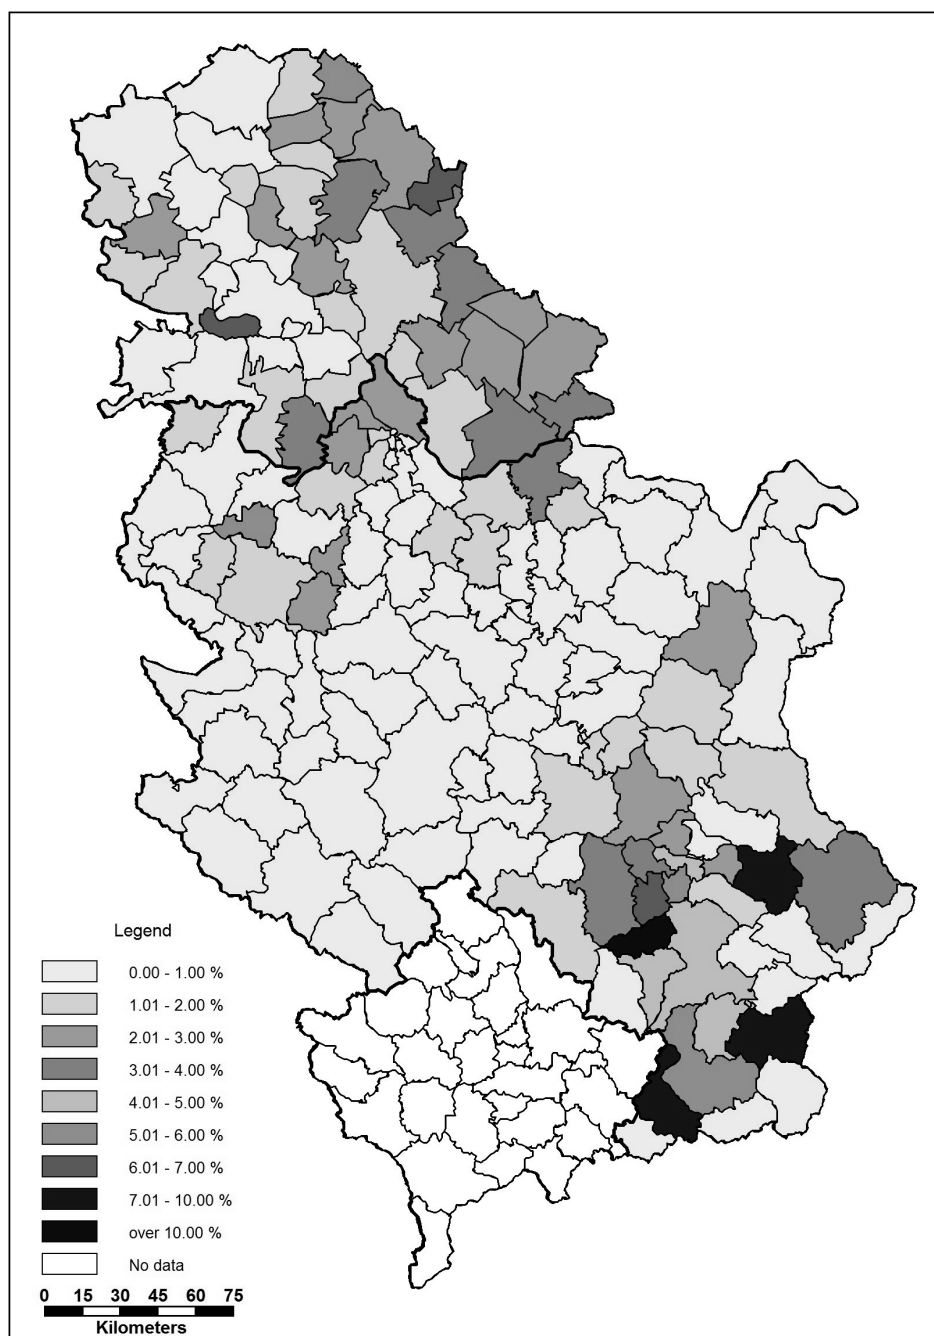 Legend
0.00 - 1.00 %
1.01 - 2.00 %
2.01 - 3.00 %
3.01 - 4.00 %
4.01 - 5.00 %
5.01 - 6.00 %
6.01 - 7.00 %
7.01 - 10.00 %
over 10.00 %
No data
0 15 30 45 60 75
Kilometers